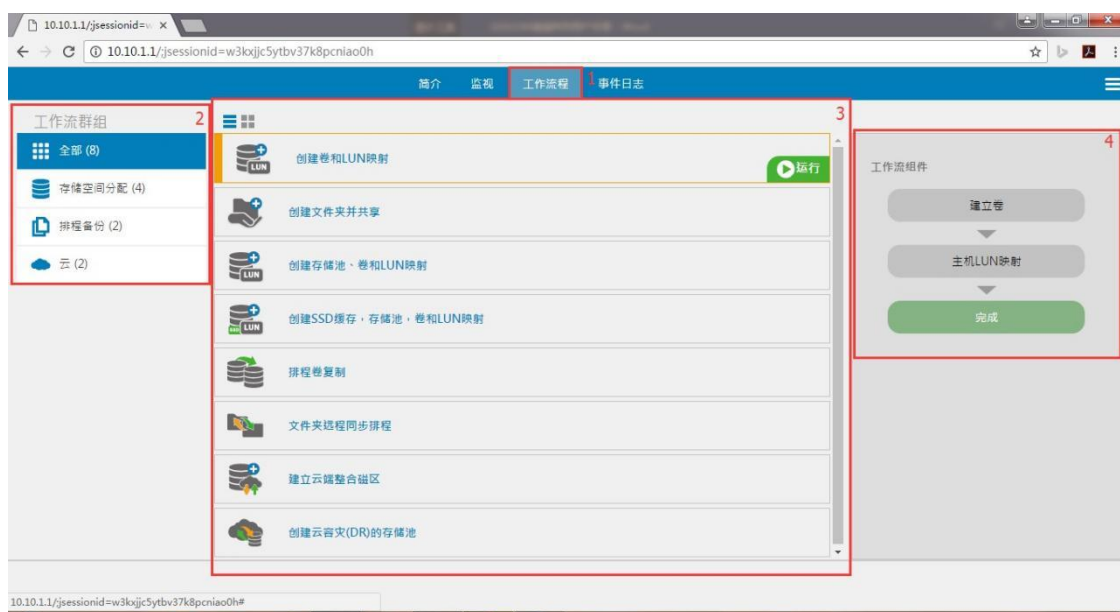 10.10.1.1/;jsessionid=w
10.10.1.1/;jsessionid=w3kxjjc5ytbv37k8pcniao0h
简介 监视 工作流程 1 事件日志
工作流群组 2
全部 (8)
存储空间分配 (4)
排程备份 (2)
云 (2)
3
LUN 创建卷和LUN映射
运行
创建文件夹并共享
LUN 创建存储池、卷和LUN映射
LUN 创建SSD缓存，存储池，卷和LUN映射
排程卷复制
文件夹远程同步排程
建立云端整合磁区
创建云容灾(DR)的存储池
4
工作流组件
建立卷
主机LUN映射
完成
10.10.1.1/;jsessionid=w3kxjjc5ytbv37k8pcniao0h#